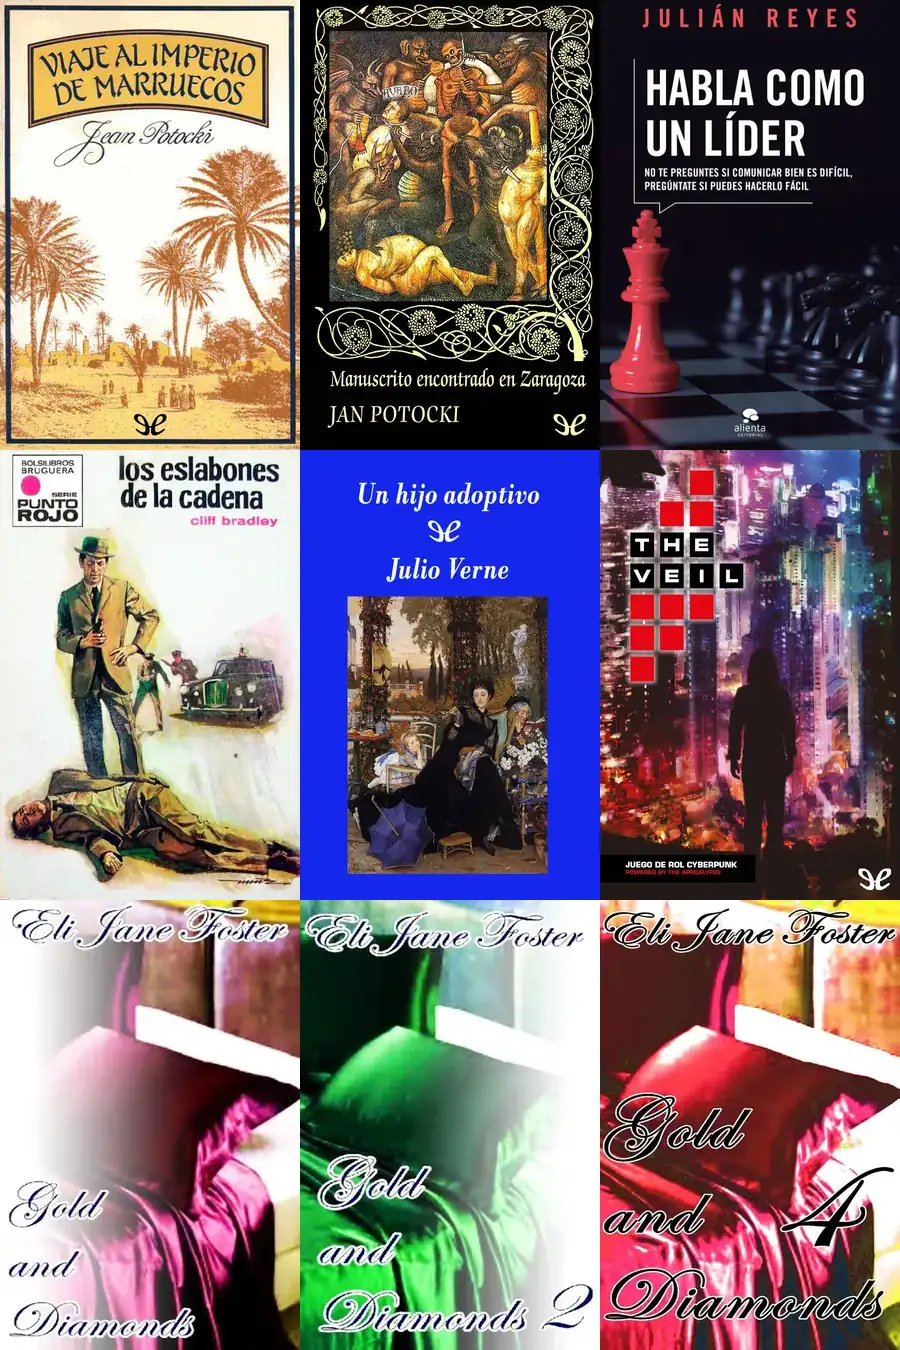 VIAJE AL IMPERIO
DE MARRUECOS
Jean Potocki
Manuscrito encontrado en Zaragoza
JAN POTOCKI
JULIÁN REYES
HABLA COMO
UN LÍDER
NO TE PREGUNTES SI COMUNICAR BIEN ES DIFÍCIL,
PREGÚNTATE SI PUEDES HACERLO FÁCIL
alienta
EDITORIAL
BOLSILIBROS
BRUGUERA
SERIE
PUNTO
ROJO
los eslabones
de la cadena
cliff bradley
Un hijo adoptivo
Julio Verne
THE
VEIL
JUEGO DE ROL CYBERPUNK
POWERED BY THE APOCALYPSE
Eli Jane Foster
Gold
and
Diamonds
Eli Jane Foster
Gold
and
Diamonds 2
Eli Jane Foster
Gold
and 4
Diamonds